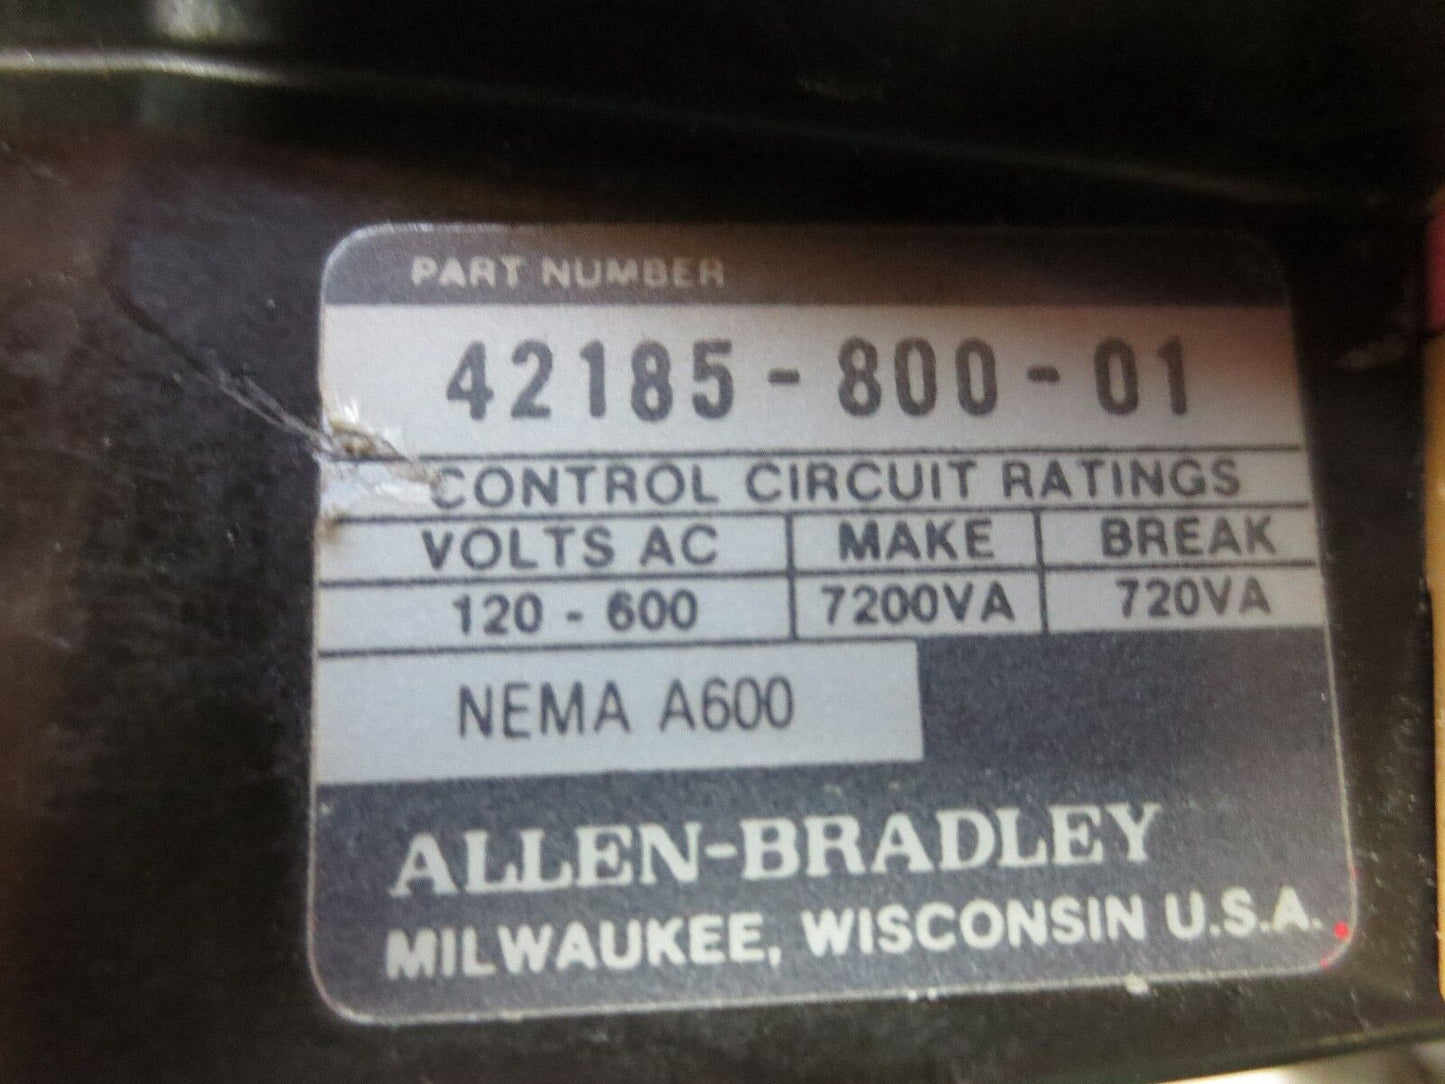 PART NUMBER
42185-800-01
CONTROL CIRCUIT RATINGS
VOLTS AC MAKE BREAK
120 - 600 7200VA 720VA
NEMA A600
ALLEN-BRADLEY
MILWAUKEE, WISCONSIN U.S.A.